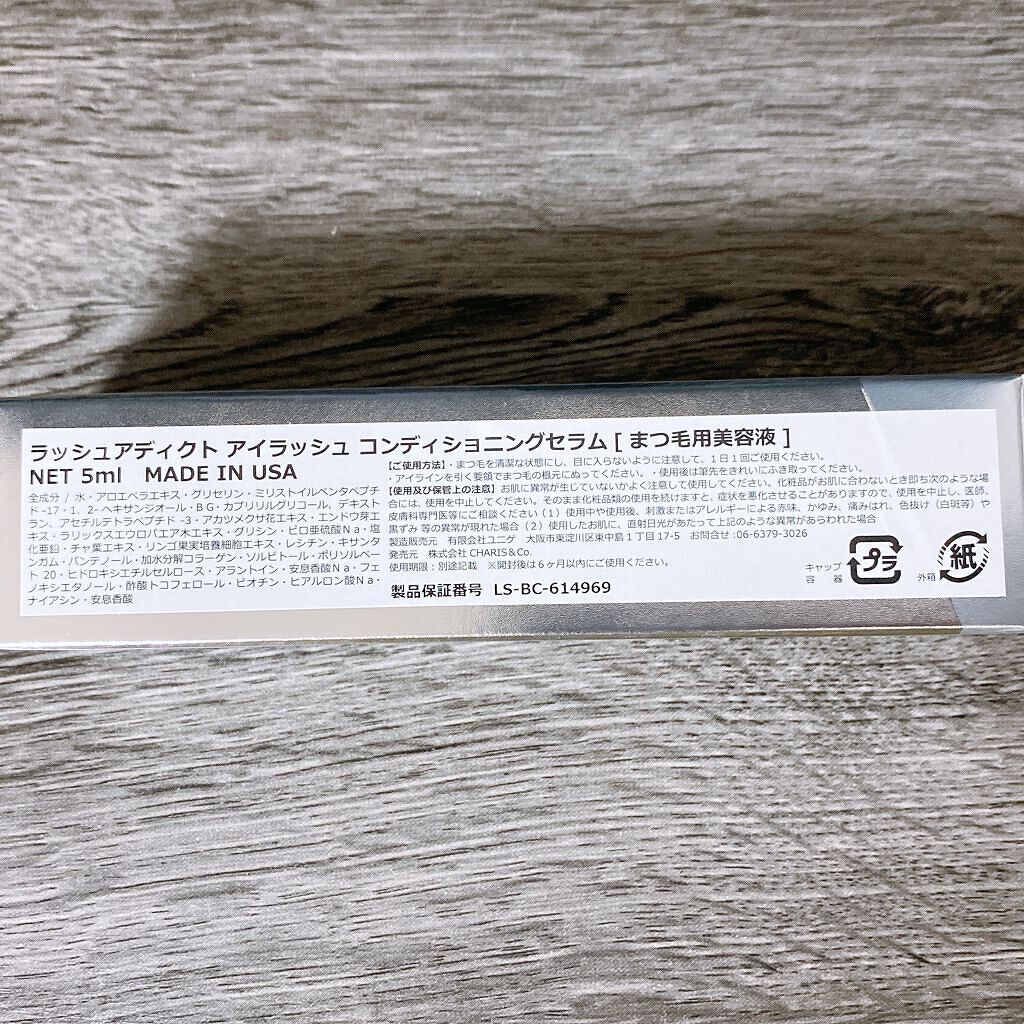 ラッシュアディクト アイラッシュ コンディショニングセラム [ まつ毛用美容液 ]
NET 5ml MADE IN USA
全成分 / 水・アロエベラエキス・グリセリン・ミリストイルペンタペプチ
ド -17・1、2- ヘキサンジオール・BG・カプリリルグリコール、デキスト
ラン、アセチルテトラペプチド -3・アカツメクサ花エキス・エンドウ芽エ
キス・ラリックスエウロパエア木エキス・グリシン・ピロ亜硫酸Na・塩
化亜鉛・チャ葉エキス・リンゴ果実培養細胞エキス・レシチン・キサンタ
ンガム・パンテノール・加水分解コラーゲン・ソルビトール・ポリソルベー
ト 20・ヒドロキシエチルセルロース・アラントイン・安息香酸Na・フェ
ノキシエタノール・酢酸トコフェロール・ビオチン・ヒアルロン酸Na・
ナイアシン・安息香酸
【ご使用方法】・まつ毛を清潔な状態にし、目に入らないように注意して、1日1回ご使用ください。
・アイラインを引く要領でまつ毛の根元にぬってください。・使用後は筆先をきれいにふき取ってください。
【使用及び保管上の注意】お肌に異常が生じていないかよく注意して使用してください。化粧品がお肌に合わないとき即ち次のような場
合には、使用を中止してください。そのまま化粧品類の使用を続けますと、症状を悪化させることがありますので、使用を中止し、医師、
皮膚科専門医等にご相談ください（1）使用中や使用後、刺激またはアレルギーによる赤味、かゆみ、痛みはれ、色抜け（白斑等）や
黒ずみ 等の異常が現れた場合（2）使用したお肌に、直射日光があたって上記のような異常があらわれた場合
製造販売元 有限会社ユニゲ 大阪市東淀川区東中島1丁目17-5 お問合せ :06-6379-3026
発売元 株式会社 CHARIS&Co.
使用期限：別途記載 ※開封後は6ヶ月以内にご使用ください。
製品保証番号 LS-BC-614969
キャップ
容 器
プラ
外箱
紙